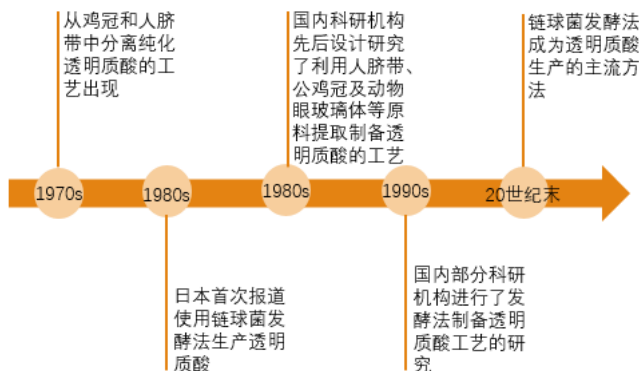 从鸡冠和人脐
带中分离纯化
透明质酸的工
艺出现
国内科研机构
先后设计研究
了利用人脐带、
公鸡冠及动物
眼玻璃体等原
料提取制备透
明质酸的工艺
链球菌发酵法
成为透明质酸
生产的主流方
法
1970s
1980s
1980s
1990s
20世纪末
日本首次报道
使用链球菌发
酵法生产透明
质酸
国内部分科研
机构进行了发
酵法制备透明
质酸工艺的研
究